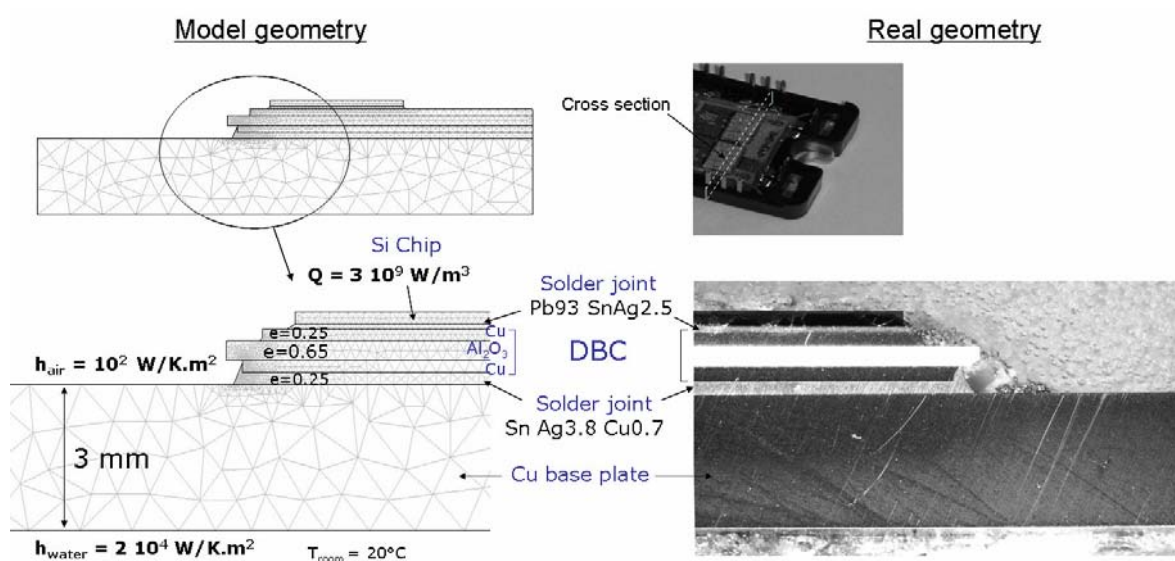 Model geometry
Real geometry
Cross section
Si Chip
Q = 3 10⁹ W/m³
Solder joint
Pb93 SnAg2.5
e=0.25
Cu
h_air = 10² W/K.m²
e=0.65
Al₂O₃
DBC
e=0.25
Cu
Solder joint
Sn Ag3.8 Cu0.7
3 mm
Cu base plate
h_water = 2 10⁴ W/K.m²
T_room = 20°C